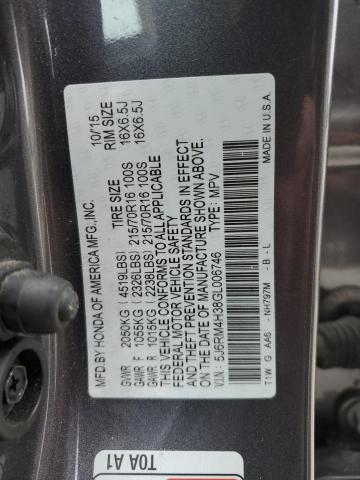 MFD.BY HONDA OF AMERICA MFG.,INC. 10/15
TIRE SIZE RIM SIZE
GVWR 2050KG (4519LBS)
GAWR F 1055KG (2326LBS) 215/70R16 100S 16X6.5J
GAWR R 1015KG (2238LBS) 215/70R16 100S 16X6.5J
THIS VEHICLE CONFORMS TO ALL APPLICABLE
FEDERAL MOTOR VEHICLE SAFETY
AND THEFT PREVENTION STANDARDS IN EFFECT
ON THE DATE OF MANUFACTURE SHOWN ABOVE.
5J6RM4H38GL006746 TYPE: MPV
T1W G AA5 NH797M - B - L MADE IN U.S.A.
T0A A1